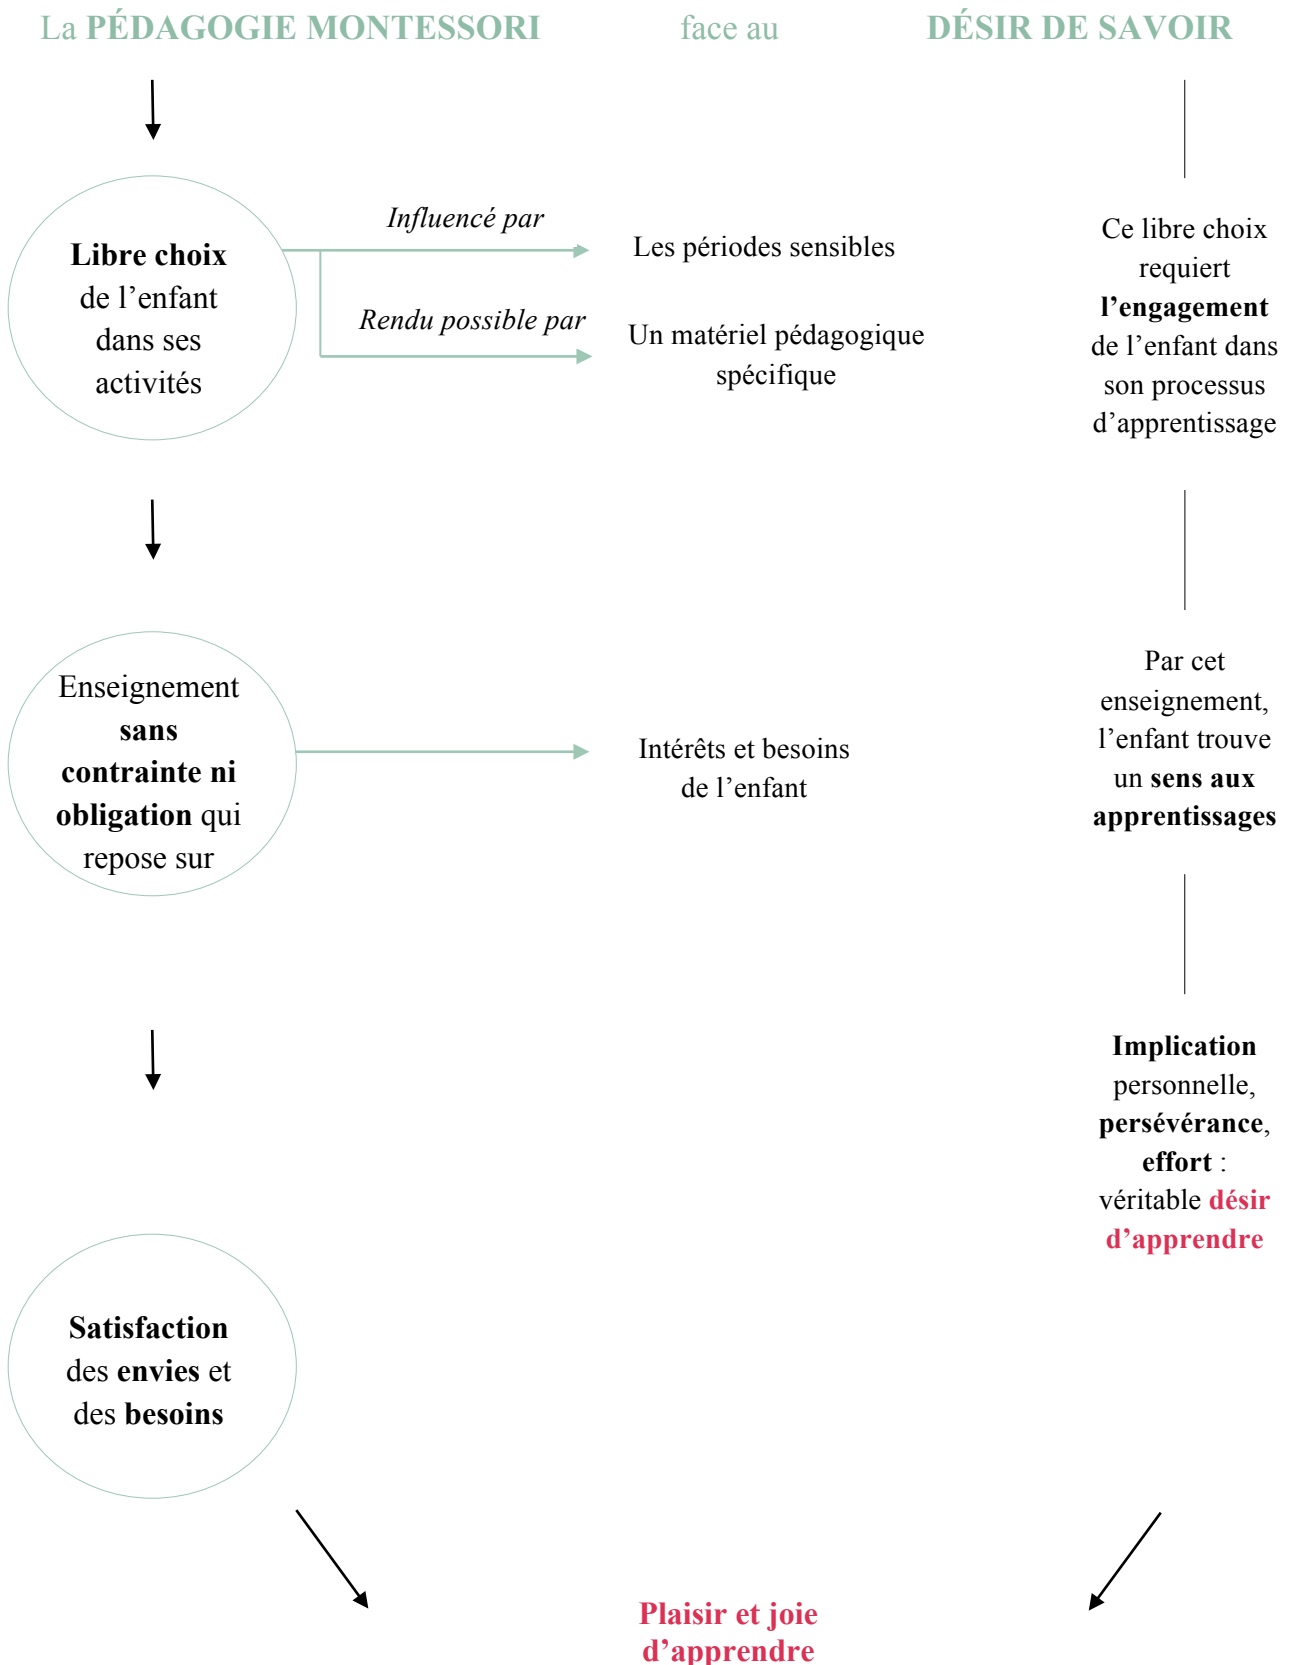 La PÉDAGOGIE MONTESSORI face au DÉSIR DE SAVOIR
Libre choix
de l’enfant
dans ses
activités
Influencé par
Les périodes sensibles
Rendu possible par
Un matériel pédagogique
spécifique
Ce libre choix
requiert
l’engagement
de l’enfant dans
son processus
d’apprentissage
Enseignement
sans
contrainte ni
obligation qui
repose sur
Intérêts et besoins
de l’enfant
Par cet
enseignement,
l’enfant trouve
un sens aux
apprentissages
Implication
personnelle,
persévérance,
effort :
véritable désir
d’apprendre
Satisfaction
des envies et
des besoins
Plaisir et joie
d’apprendre